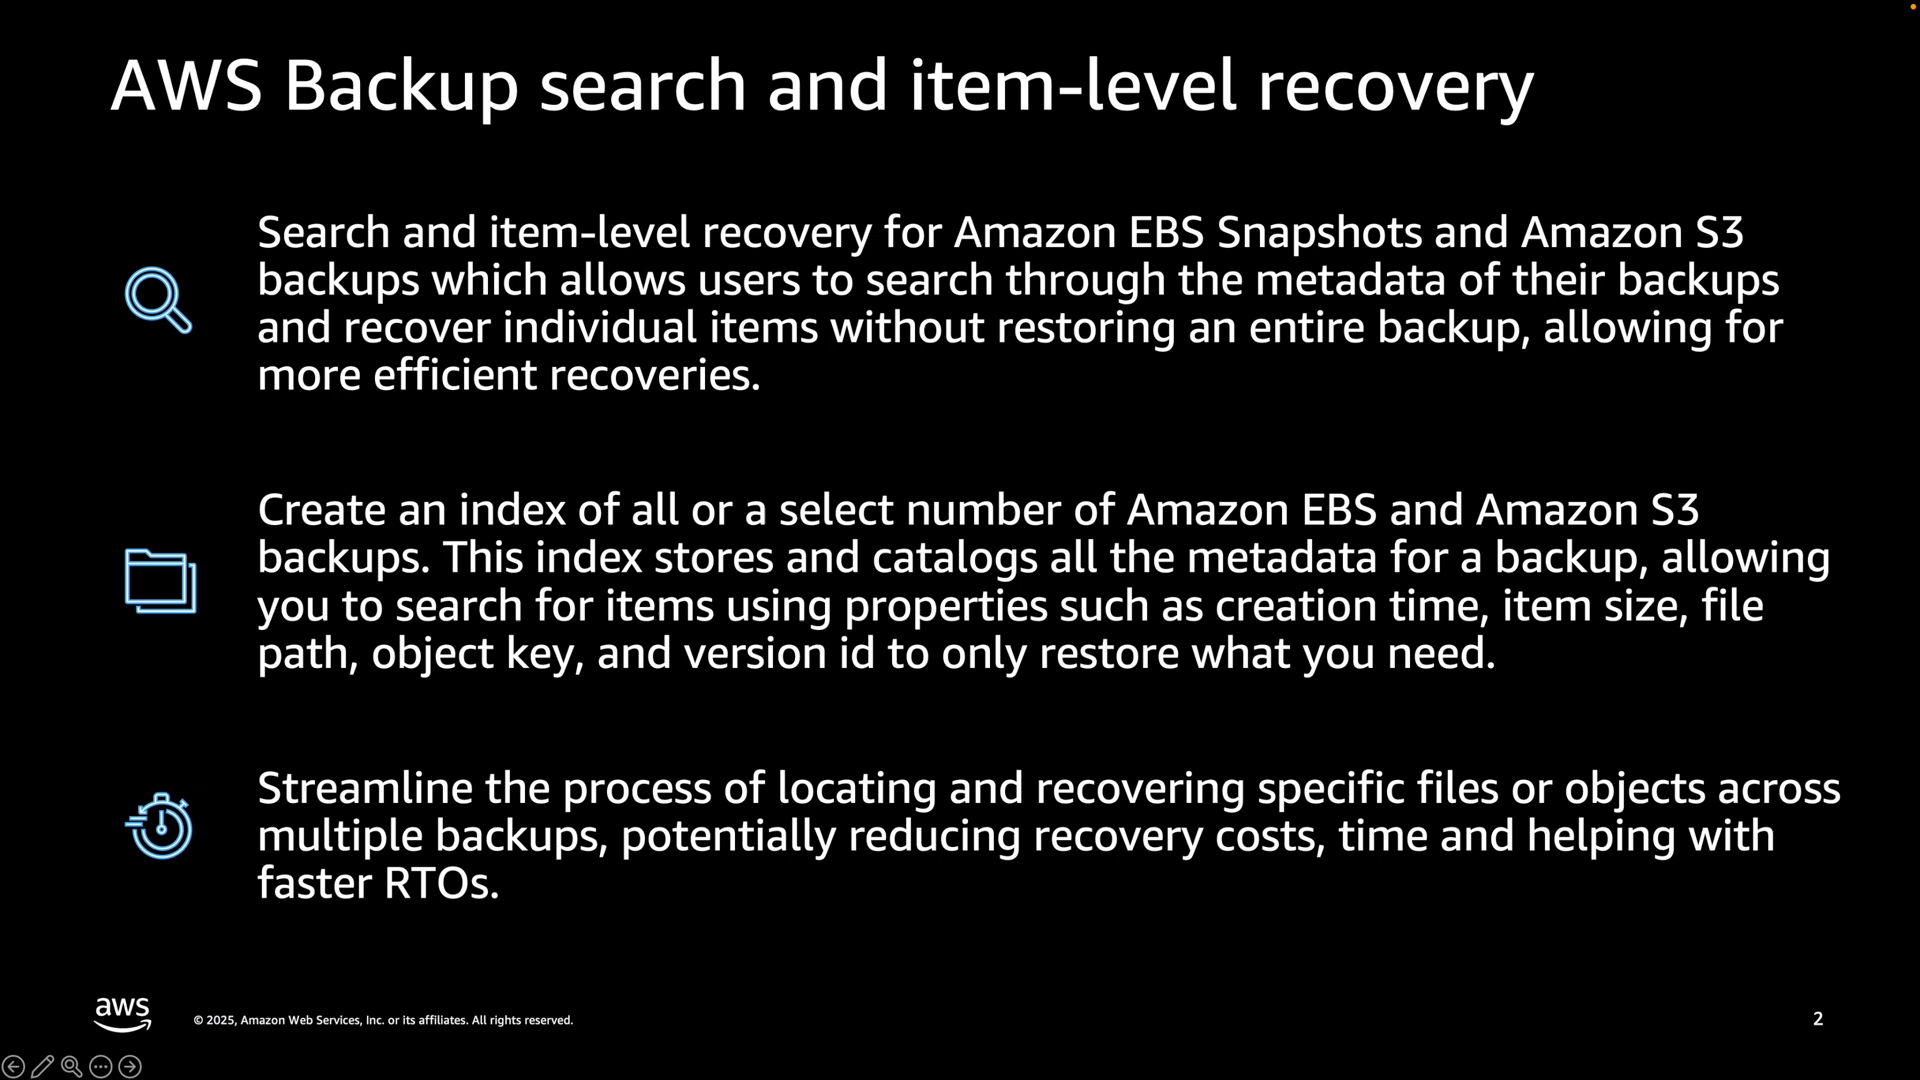 AWS Backup search and item-level recovery
Search and item-level recovery for Amazon EBS Snapshots and Amazon S3
backups which allows users to search through the metadata of their backups
and recover individual items without restoring an entire backup, allowing for
more efficient recoveries.
Create an index of all or a select number of Amazon EBS and Amazon S3
backups. This index stores and catalogs all the metadata for a backup, allowing
you to search for items using properties such as creation time, item size, file
path, object key, and version id to only restore what you need.
Streamline the process of locating and recovering specific files or objects across
multiple backups, potentially reducing recovery costs, time and helping with
faster RTOs.
aws
© 2025, Amazon Web Services, Inc. or its affiliates. All rights reserved.
2